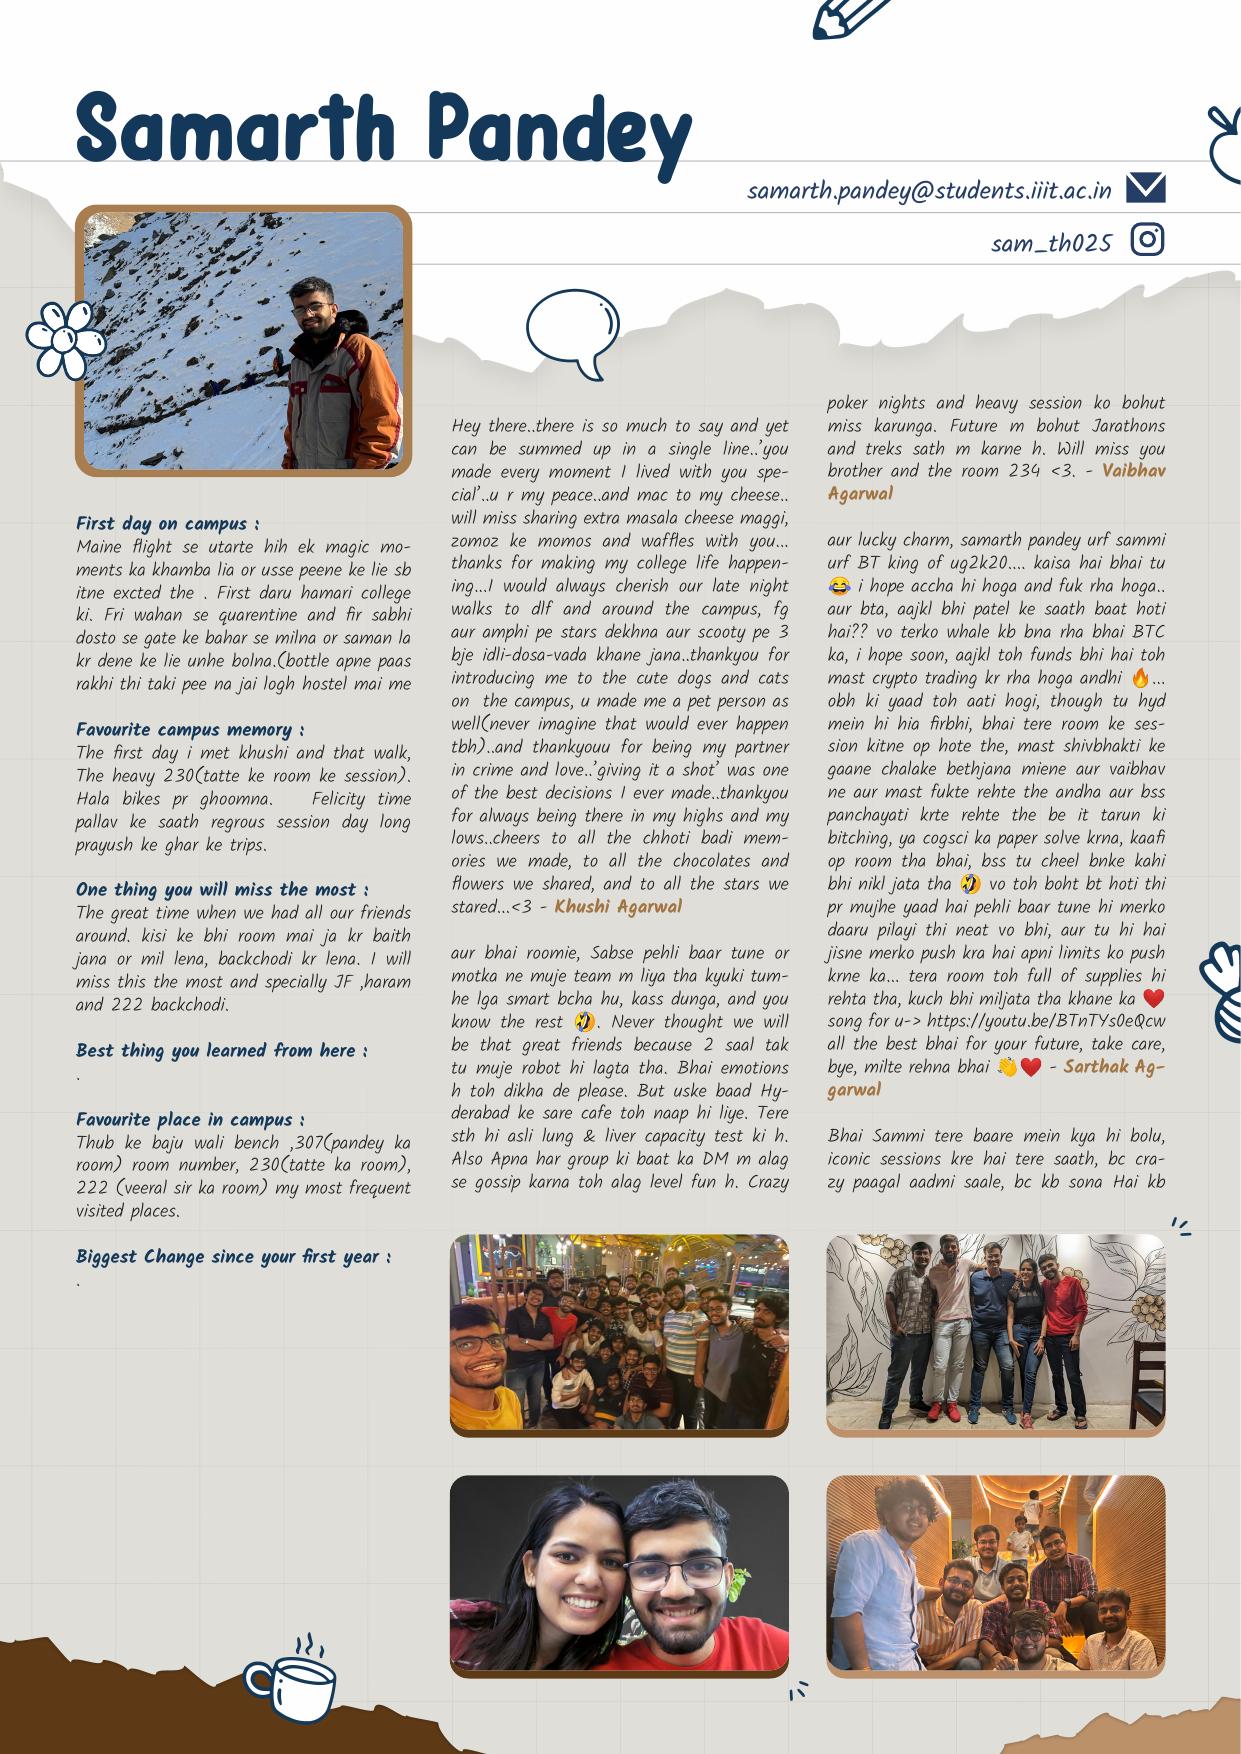 Samarth Pandey
samarth.pandey@students.iiit.ac.in
sam_th025
First day on campus :
Maine flight se utarte hih ek magic mo-
ments ka khamba lia or usse peene ke lie sb
itne excted the . First daru hamari college
ki. Fri wahan se quarentine and fir sabhi
dosto se gate ke bahar se milna or saman la
kr dene ke lie unhe bolna.(bottle apne paas
rakhi thi taki pee na jai logh hostel mai me
Favourite campus memory :
The first day i met khushi and that walk,
The heavy 230(tatte ke room ke session).
Hala bikes pr ghoomna. Felicity time
pallav ke saath regrous session day long
prayush ke ghar ke trips.
One thing you will miss the most :
The great time when we had all our friends
around. kisi ke bhi room mai ja kr baith
jana or mil lena, backchodi kr lena. I will
miss this the most and specially JF ,haram
and 222 backchodi.
Best thing you learned from here :
.
Favourite place in campus :
Thub ke baju wali bench ,307(pandey ka
room) room number, 230(tatte ka room),
222 (veeral sir ka room) my most frequent
visited places.
Biggest Change since your first year :
.
Hey there..there is so much to say and yet
can be summed up in a single line..'you
made every moment I lived with you spe-
cial'..u r my peace..and mac to my cheese..
will miss sharing extra masala cheese maggi,
zomoz ke momos and waffles with you...
thanks for making my college life happen-
ing...I would always cherish our late night
walks to dlf and around the campus, fg
aur amphi pe stars dekhna aur scooty pe 3
bje idli-dosa-vada khane jana..thankyou for
introducing me to the cute dogs and cats
on the campus, u made me a pet person as
well(never imagine that would ever happen
tbh)..and thankyouu for being my partner
in crime and love..'giving it a shot' was one
of the best decisions I ever made..thankyou
for always being there in my highs and my
lows..cheers to all the chhoti badi mem-
ories we made, to all the chocolates and
flowers we shared, and to all the stars we
stared...<3 - Khushi Agarwal
aur bhai roomie, Sabse pehli baar tune or
motka ne muje team m liya tha kyuki tum-
he lga smart bcha hu, kass dunga, and you
know the rest 🤣. Never thought we will
be that great friends because 2 saal tak
tu muje robot hi lagta tha. Bhai emotions
h toh dikha de please. But uske baad Hy-
derabad ke sare cafe toh naap hi liye. Tere
sth hi asli lung & liver capacity test ki h.
Also Apna har group ki baat ka DM m alag
se gossip karna toh alag level fun h. Crazy
poker nights and heavy session ko bohut
miss karunga. Future m bohut Jarathons
and treks sath m karne h. Will miss you
brother and the room 234 <3. - Vaibhav
Agarwal
aur lucky charm, samarth pandey urf sammi
urf BT king of ug2k20.... kaisa hai bhai tu
😂 i hope accha hi hoga and fuk rha hoga..
aur bta, aajkl bhi patel ke saath baat hoti
hai?? vo terko whale kb bna rha bhai BTC
ka, i hope soon, aajkl toh funds bhi hai toh
mast crypto trading kr rha hoga andhi 🔥...
obh ki yaad toh aati hogi, though tu hyd
mein hi hia firbhi, bhai tere room ke ses-
sion kitne op hote the, mast shivbhakti ke
gaane chalake bethjana miene aur vaibhav
ne aur mast fukte rehte the andha aur bss
panchayati krte rehte the be it tarun ki
bitching, ya cogsci ka paper solve krna, kaafi
op room tha bhai, bss tu cheel bnke kahi
bhi nikl jata tha 🤣 vo toh boht bt hoti thi
pr mujhe yaad hai pehli baar tune hi merko
daaru pilayi thi neat vo bhi, aur tu hi hai
jisne merko push kra hai apni limits ko push
krne ka... tera room toh full of supplies hi
rehta tha, kuch bhi miljata tha khane ka ❤️
song for u-> https://youtu.be/BTnTYs0eQcw
all the best bhai for your future, take care,
bye, milte rehna bhai 👏❤️ - Sarthak Ag-
garwal
Bhai Sammi tere baare mein kya hi bolu,
iconic sessions kre hai tere saath, bc cra-
zy paagal aadmi saale, bc kb sona Hai kb